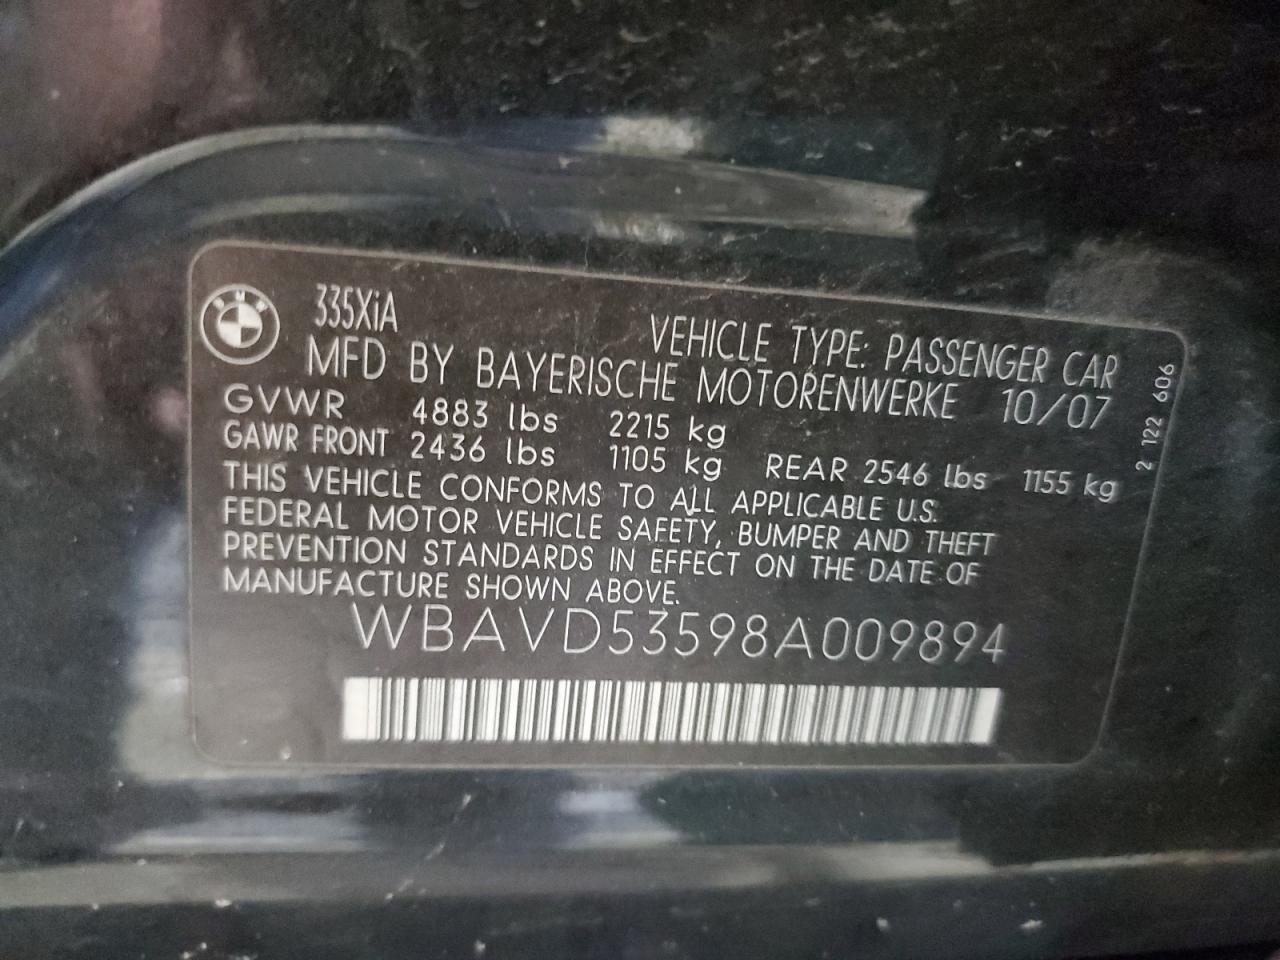 BMW
335XiA
VEHICLE TYPE: PASSENGER CAR
MFD BY BAYERISCHE MOTORENWERKE 10/07
GVWR 4883 lbs 2215 kg
GAWR FRONT 2436 lbs 1105 kg REAR 2546 lbs 1155 kg
THIS VEHICLE CONFORMS TO ALL APPLICABLE U.S.
FEDERAL MOTOR VEHICLE SAFETY, BUMPER AND THEFT
PREVENTION STANDARDS IN EFFECT ON THE DATE OF
MANUFACTURE SHOWN ABOVE.
WBAVD53598A009894
2 122 606